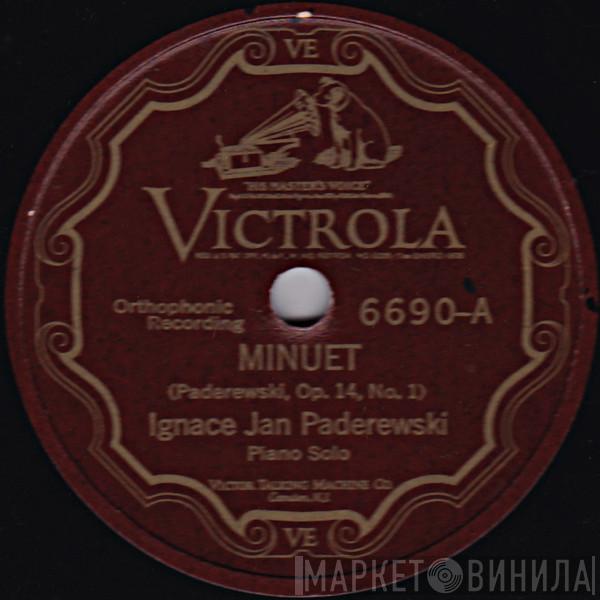 VE
"HIS MASTER'S VOICE"
VICTROLA
Orthophonic
Recording
6690-A
MINUET
(Paderewski, Op. 14, No. 1)
Ignace Jan Paderewski
Piano Solo
VICTOR TALKING MACHINE CO.
Camden, N.J.
VE
МАРКЕТ ВИНИЛА